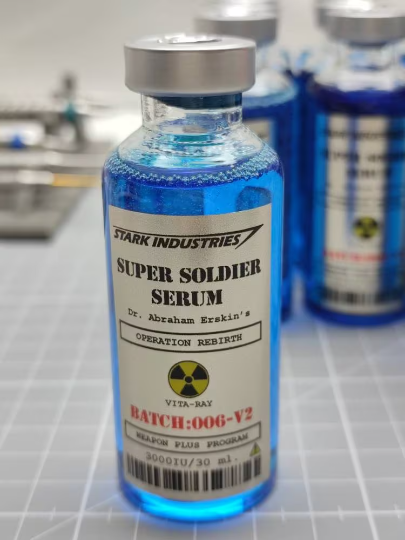 STARK INDUSTRIES
SUPER SOLDIER
SERUM
Dr. Abraham Erskin's
OPERATION REBIRTH
VITA-RAY
BATCH:006-V2
WEAPON PLUS PROGRAM
3000IU/30 ml.